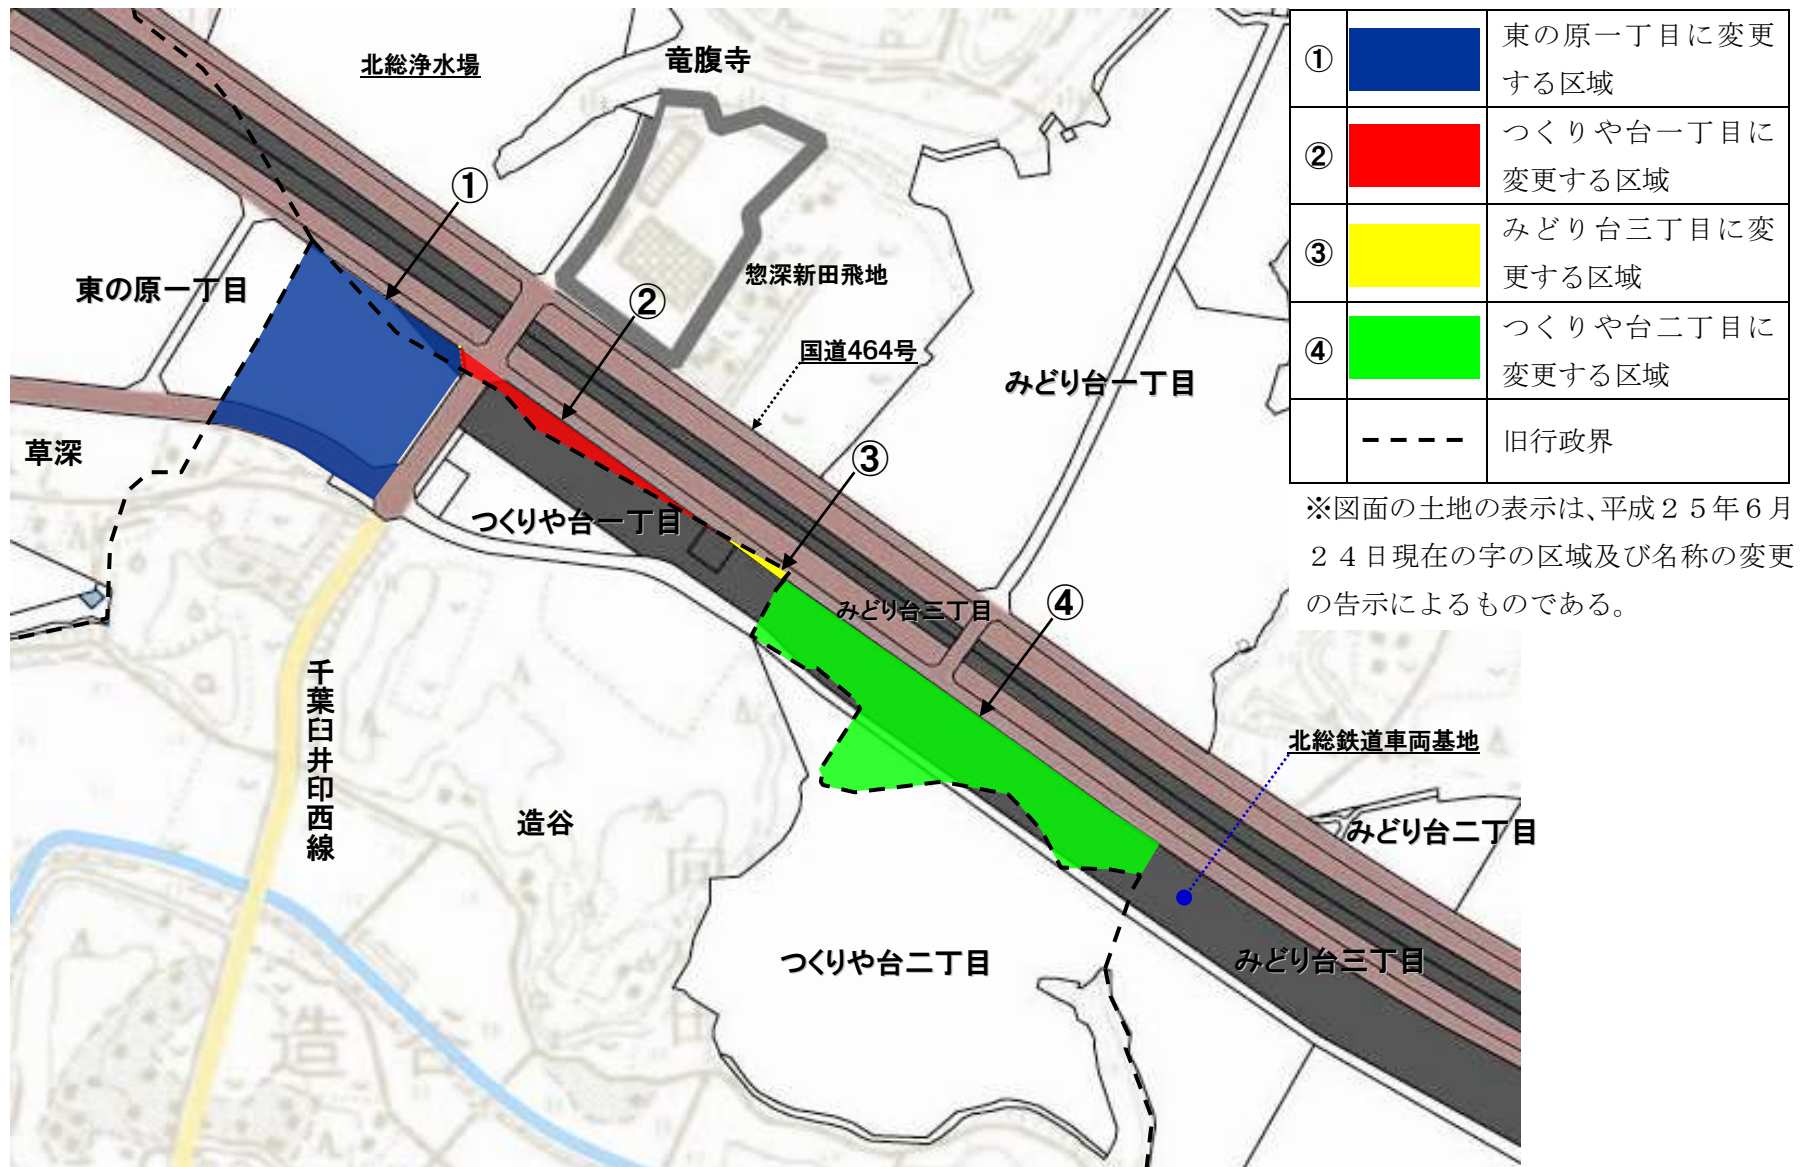 北総浄水場
竜腹寺
①
東の原一丁目に変更
する区域
②
つくりや台一丁目に
変更する区域
③
みどり台三丁目に変
更する区域
④
つくりや台二丁目に
変更する区域
旧行政界
※図面の土地の表示は、平成２５年６月
２４日現在の字の区域及び名称の変更
の告示によるものである。
①
東の原一丁目
②
惣深新田飛地
国道464号
みどり台一丁目
草深
③
つくりや台一丁目
みどり台三丁目
④
千葉臼井印西線
北総鉄道車両基地
造谷
みどり台二丁目
つくりや台二丁目
みどり台三丁目
造谷